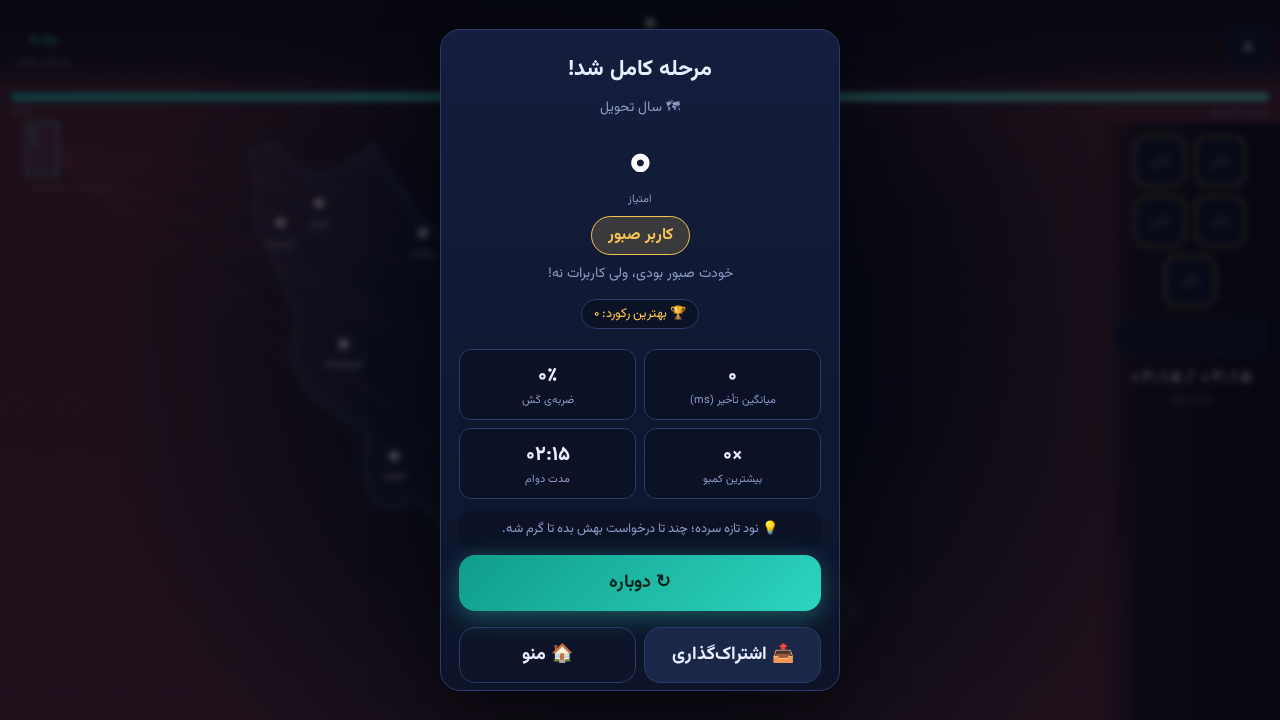 مرحله کامل شد!
🗺 سال تحویل
۰
امتیاز
کاربر صبور
خودت صبور بودی، ولی کاربرات نه!
🏆 بهترین رکورد: ۰
۰
میانگین تأخیر (ms)
۰٪
ضربه‌ی کش
۰×
بیشترین کمبو
۰۲:۱۵
مدت دوام
💡 نود تازه سرده؛ چند تا درخواست بهش بده تا گرم شه.
↻ دوباره
📤 اشتراک‌گذاری
🏠 منو